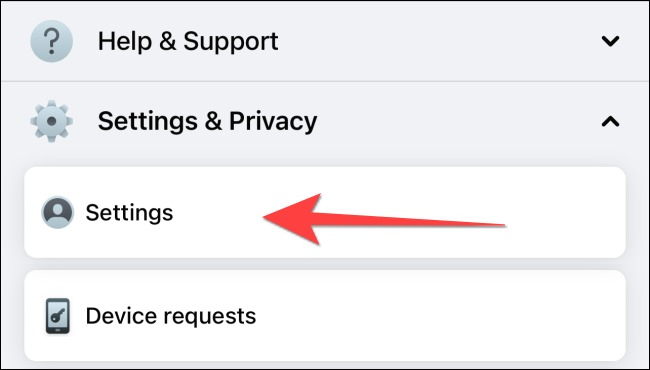 Help & Support
Settings & Privacy
Settings
Device requests